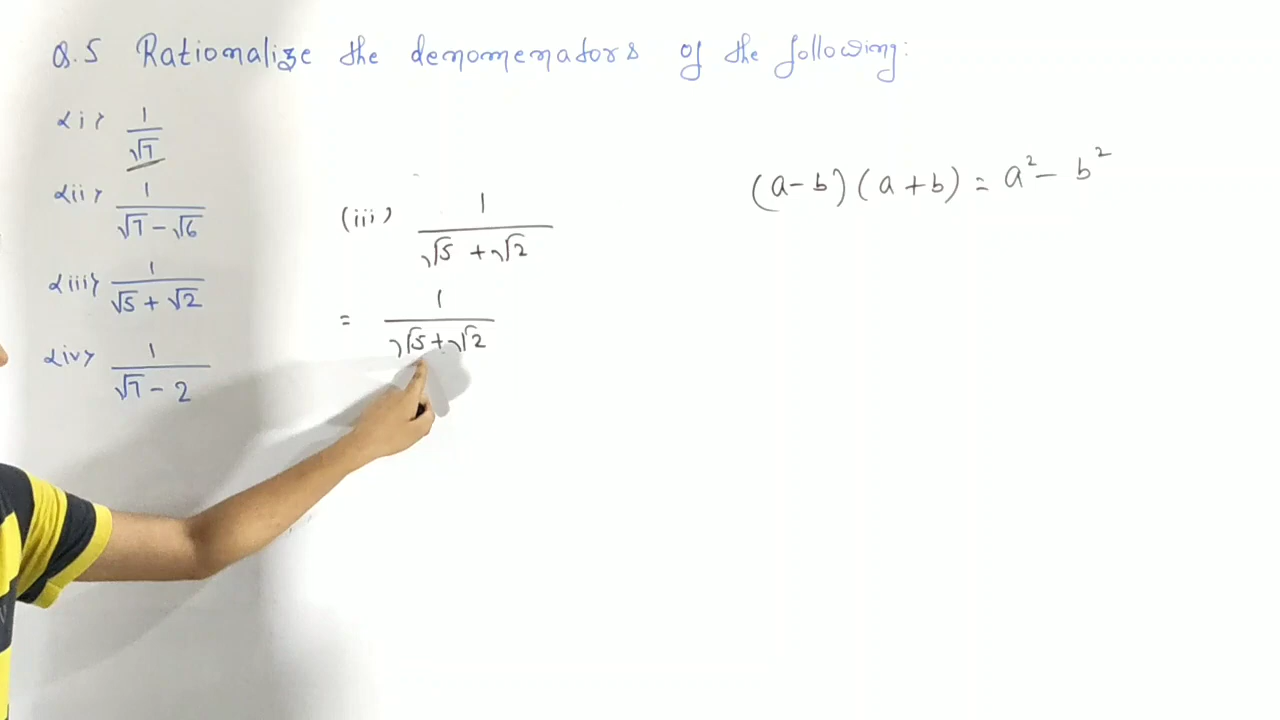 Q.5 Rationalize the denomenators of the following:
(i) 1/√7
(ii) 1/(√7 - √6)
(iii) 1/(√5 + √2)
(iv) 1/(√7 - 2)
(iii) 1/(√5 + √2)
= 1/(√5 + √2)
(a - b)(a + b) = a² - b²